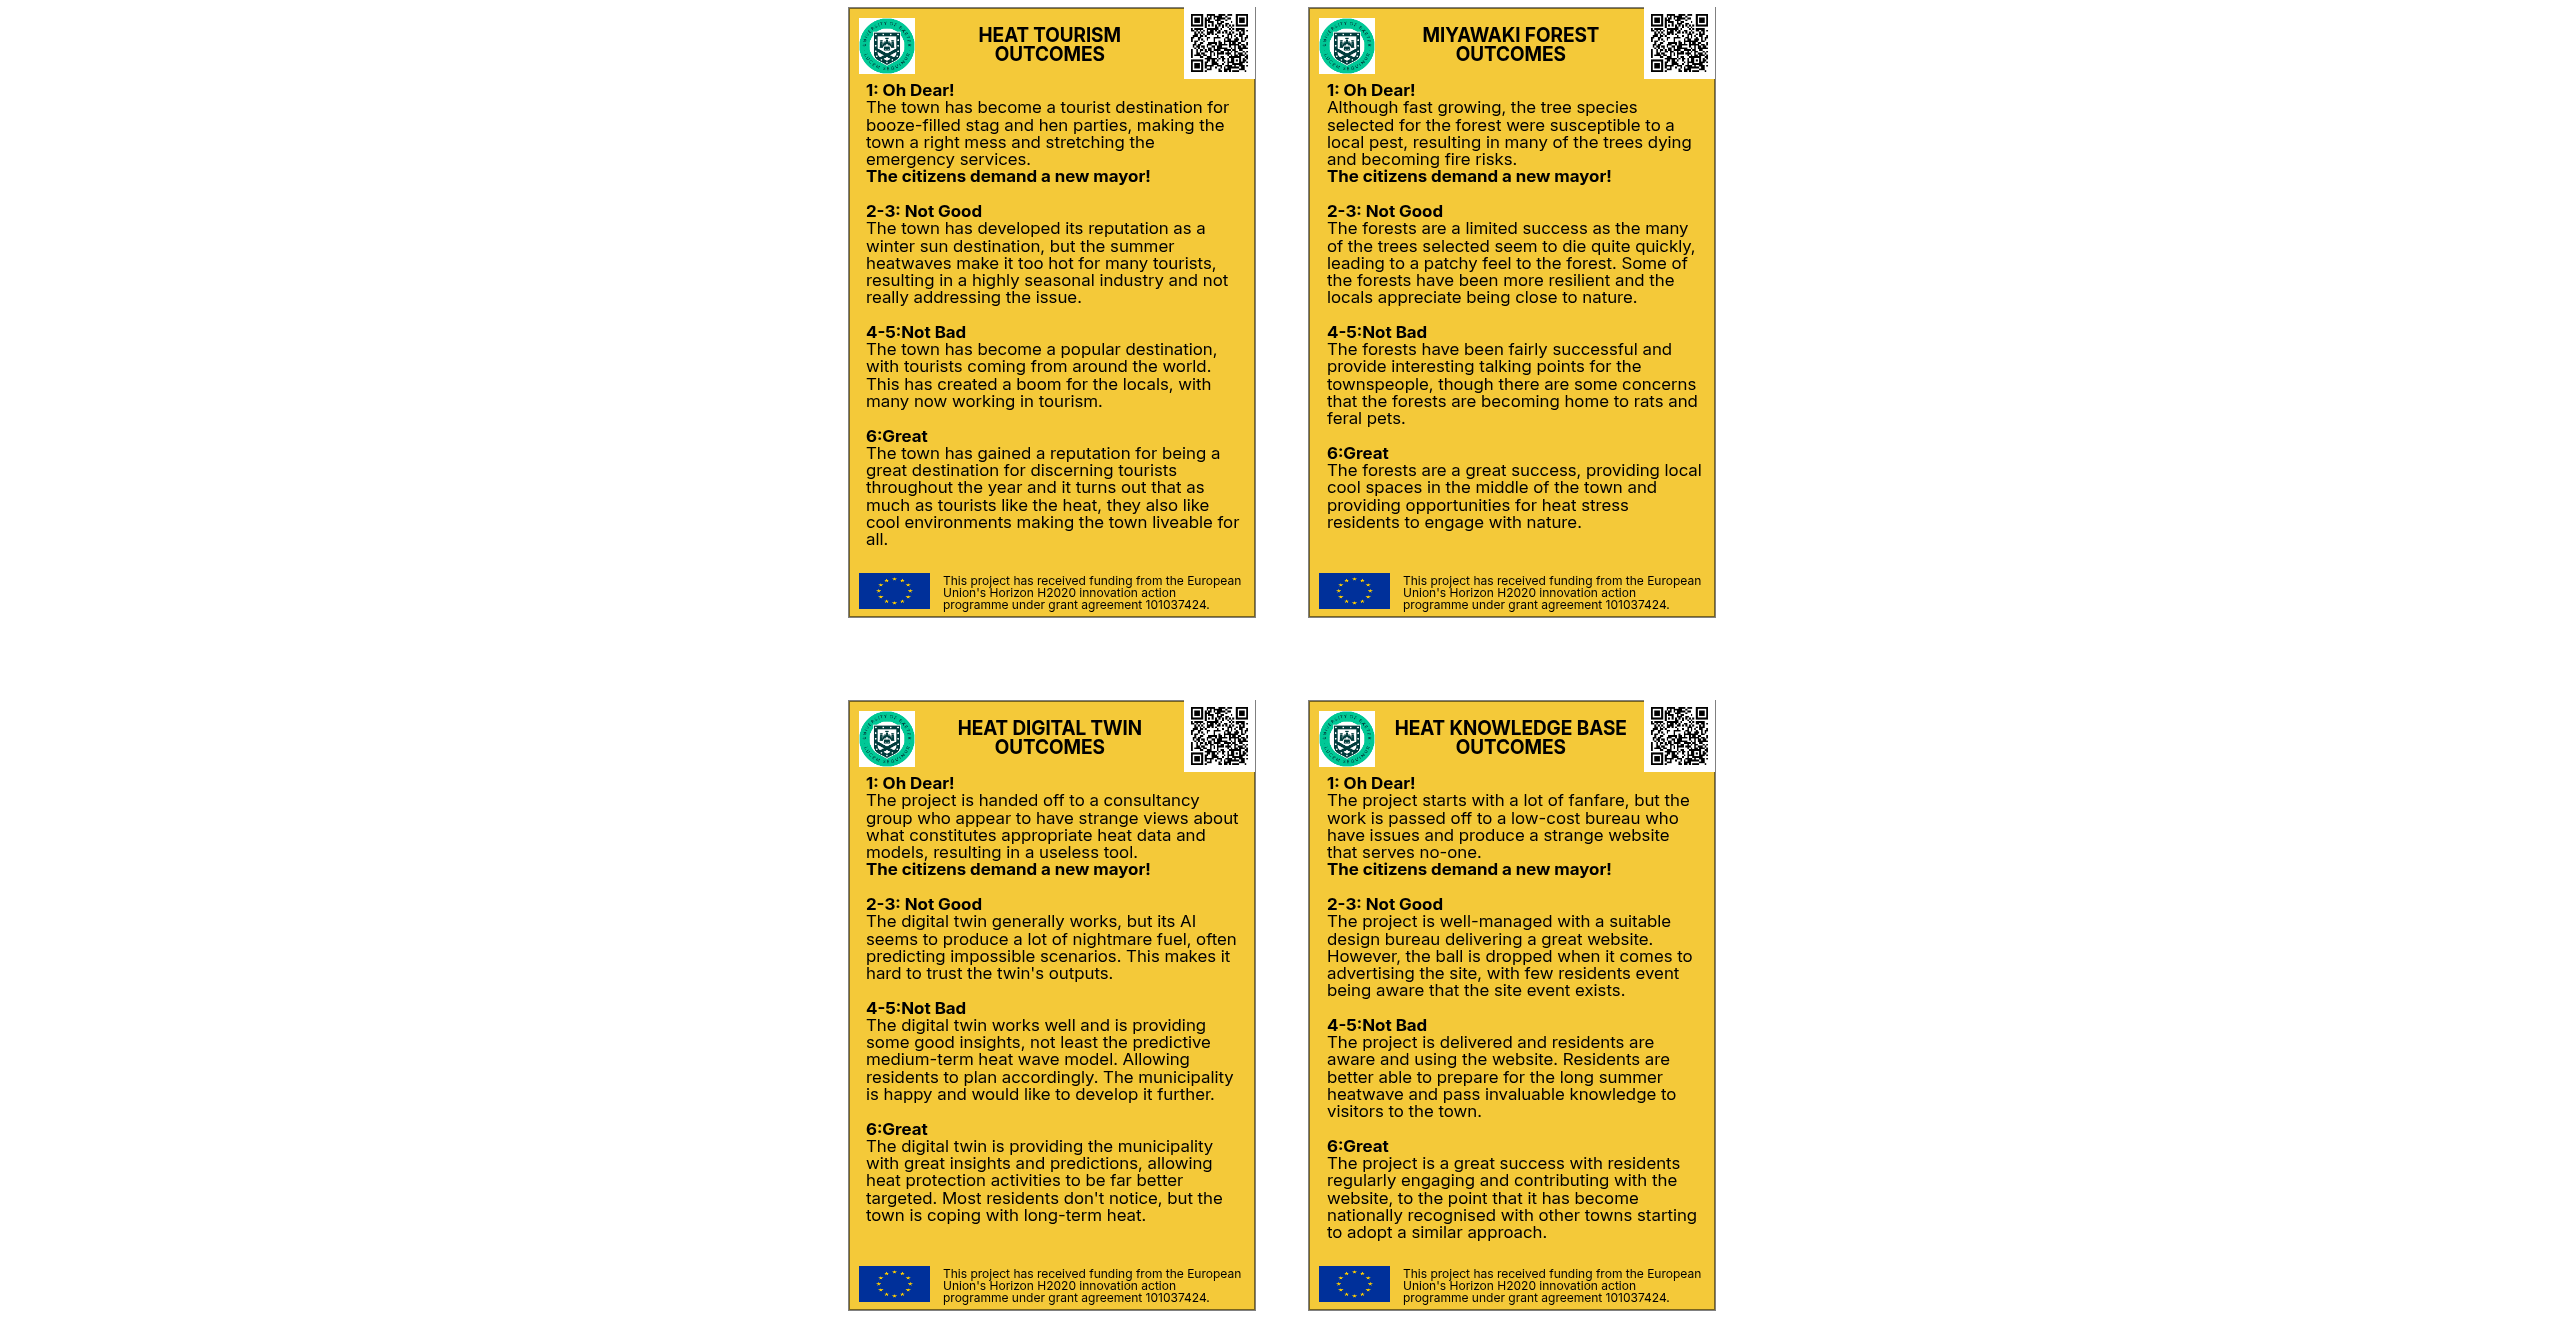 HEAT TOURISM
OUTCOMES
1: Oh Dear!
The town has become a tourist destination for
booze-filled stag and hen parties, making the
town a right mess and stretching the
emergency services.
The citizens demand a new mayor!
2-3: Not Good
The town has developed its reputation as a
winter sun destination, but the summer
heatwaves make it too hot for many tourists,
resulting in a highly seasonal industry and not
really addressing the issue.
4-5:Not Bad
The town has become a popular destination,
with tourists coming from around the world.
This has created a boom for the locals, with
many now working in tourism.
6:Great
The town has gained a reputation for being a
great destination for discerning tourists
throughout the year and it turns out that as
much as tourists like the heat, they also like
cool environments making the town liveable for
all.
This project has received funding from the European
Union's Horizon H2020 innovation action
programme under grant agreement 101037424.
MIYAWAKI FOREST
OUTCOMES
1: Oh Dear!
Although fast growing, the tree species
selected for the forest were susceptible to a
local pest, resulting in many of the trees dying
and becoming fire risks.
The citizens demand a new mayor!
2-3: Not Good
The forests are a limited success as the many
of the trees selected seem to die quite quickly,
leading to a patchy feel to the forest. Some of
the forests have been more resilient and the
locals appreciate being close to nature.
4-5:Not Bad
The forests have been fairly successful and
provide interesting talking points for the
townspeople, though there are some concerns
that the forests are becoming home to rats and
feral pets.
6:Great
The forests are a great success, providing local
cool spaces in the middle of the town and
providing opportunities for heat stress
residents to engage with nature.
This project has received funding from the European
Union's Horizon H2020 innovation action
programme under grant agreement 101037424.
HEAT DIGITAL TWIN
OUTCOMES
1: Oh Dear!
The project is handed off to a consultancy
group who appear to have strange views about
what constitutes appropriate heat data and
models, resulting in a useless tool.
The citizens demand a new mayor!
2-3: Not Good
The digital twin generally works, but its AI
seems to produce a lot of nightmare fuel, often
predicting impossible scenarios. This makes it
hard to trust the twin's outputs.
4-5:Not Bad
The digital twin works well and is providing
some good insights, not least the predictive
medium-term heat wave model. Allowing
residents to plan accordingly. The municipality
is happy and would like to develop it further.
6:Great
The digital twin is providing the municipality
with great insights and predictions, allowing
heat protection activities to be far better
targeted. Most residents don't notice, but the
town is coping with long-term heat.
This project has received funding from the European
Union's Horizon H2020 innovation action
programme under grant agreement 101037424.
HEAT KNOWLEDGE BASE
OUTCOMES
1: Oh Dear!
The project starts with a lot of fanfare, but the
work is passed off to a low-cost bureau who
have issues and produce a strange website
that serves no-one.
The citizens demand a new mayor!
2-3: Not Good
The project is well-managed with a suitable
design bureau delivering a great website.
However, the ball is dropped when it comes to
advertising the site, with few residents event
being aware that the site event exists.
4-5:Not Bad
The project is delivered and residents are
aware and using the website. Residents are
better able to prepare for the long summer
heatwave and pass invaluable knowledge to
visitors to the town.
6:Great
The project is a great success with residents
regularly engaging and contributing with the
website, to the point that it has become
nationally recognised with other towns starting
to adopt a similar approach.
This project has received funding from the European
Union's Horizon H2020 innovation action
programme under grant agreement 101037424.